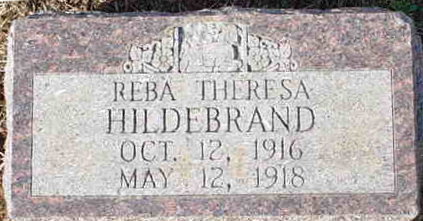 REBA THERESA
HILDEBRAND
OCT. 12, 1916
MAY 12, 1918